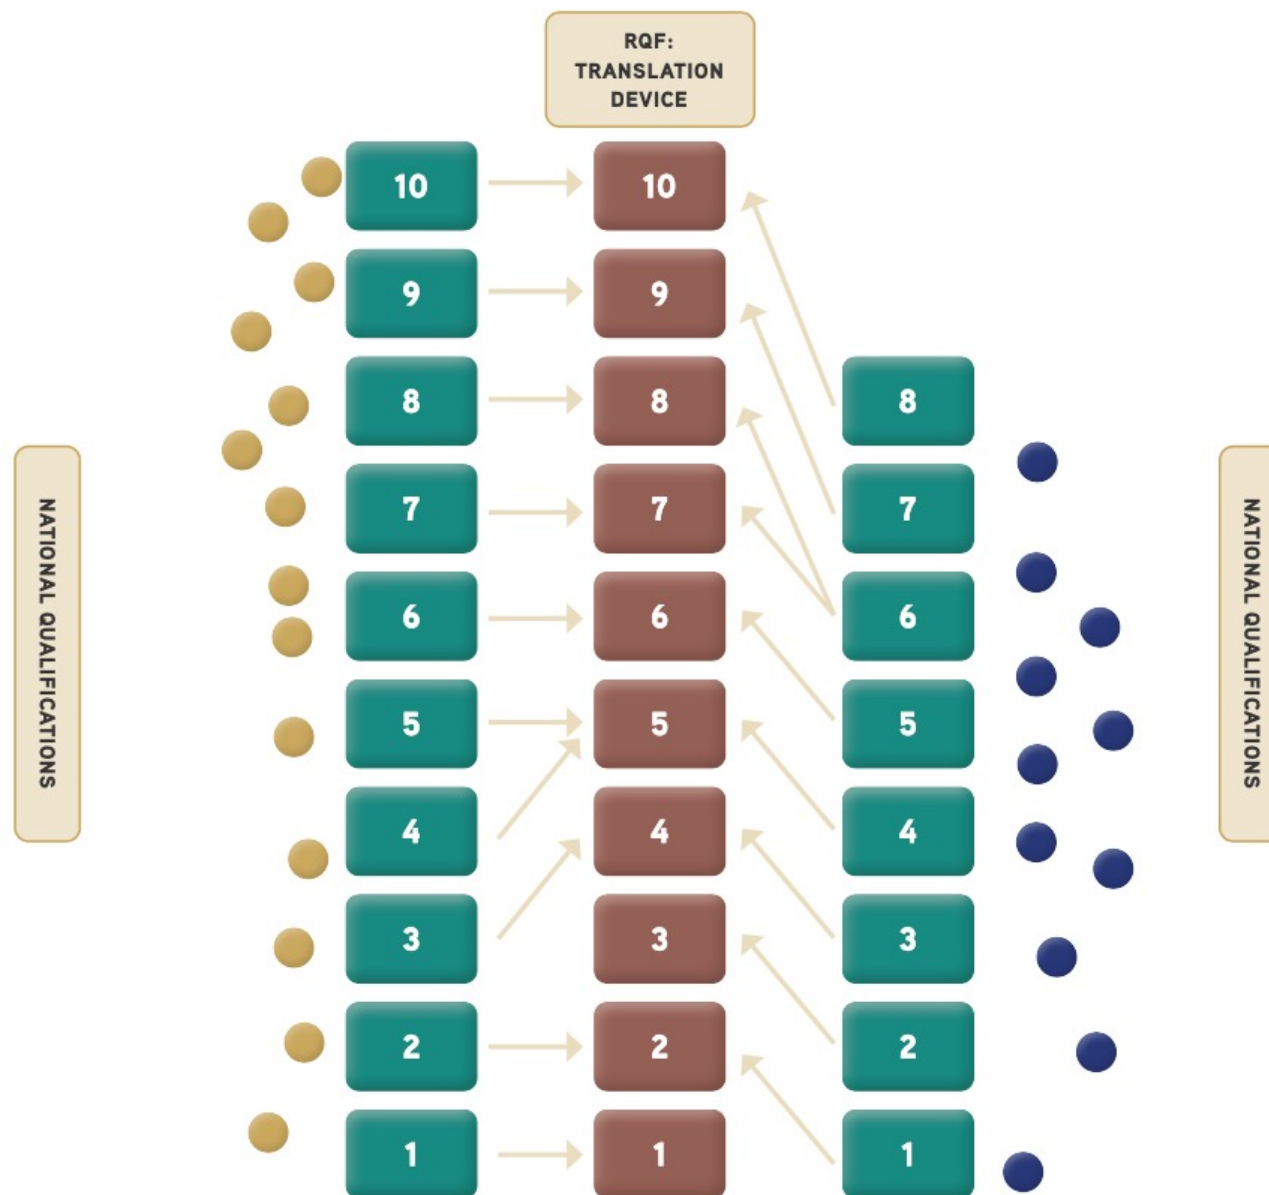 RQF:
TRANSLATION
DEVICE
10 10
9 9
8 8 8
7 7 7
6 6 6
5 5 5
4 4 4
3 3 3
2 2 2
1 1 1
NATIONAL QUALIFICATIONS
NATIONAL QUALIFICATIONS